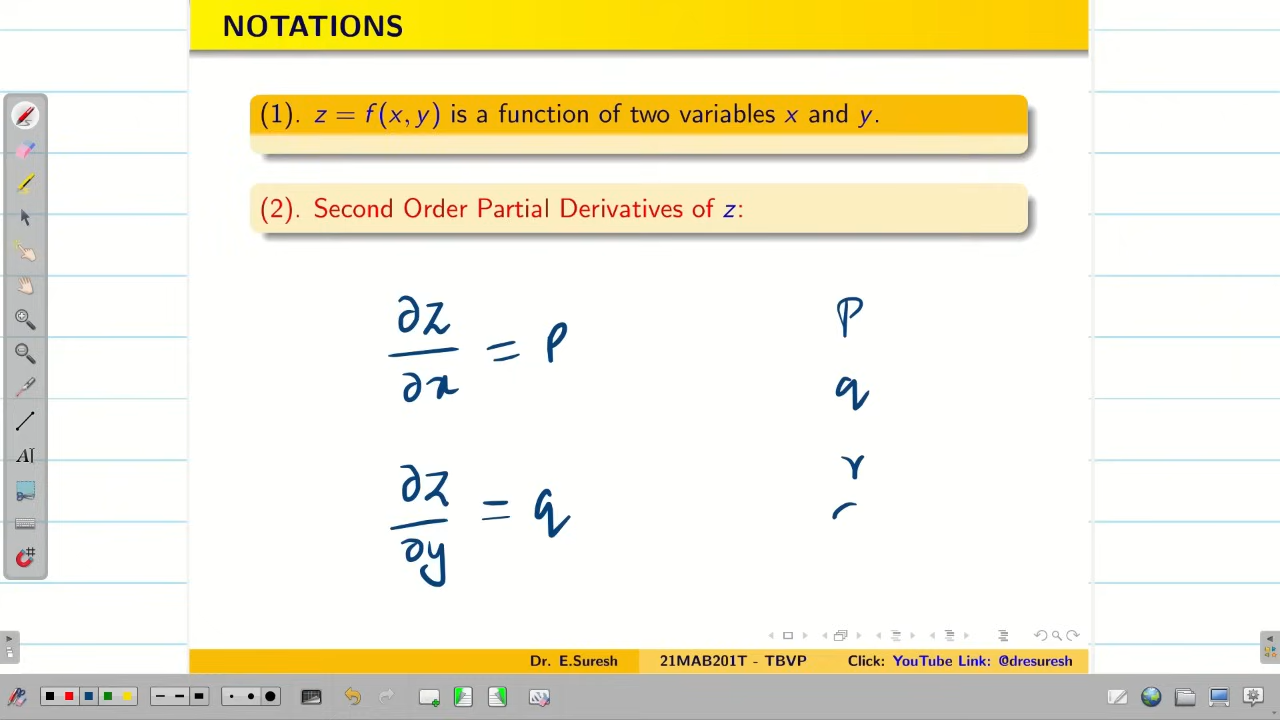 NOTATIONS
(1). z = f(x, y) is a function of two variables x and y.
(2). Second Order Partial Derivatives of z:
∂z/∂x = p
∂z/∂y = q
p
q
r
Dr. E.Suresh 21MAB201T - TBVP Click: YouTube Link: @dresuresh